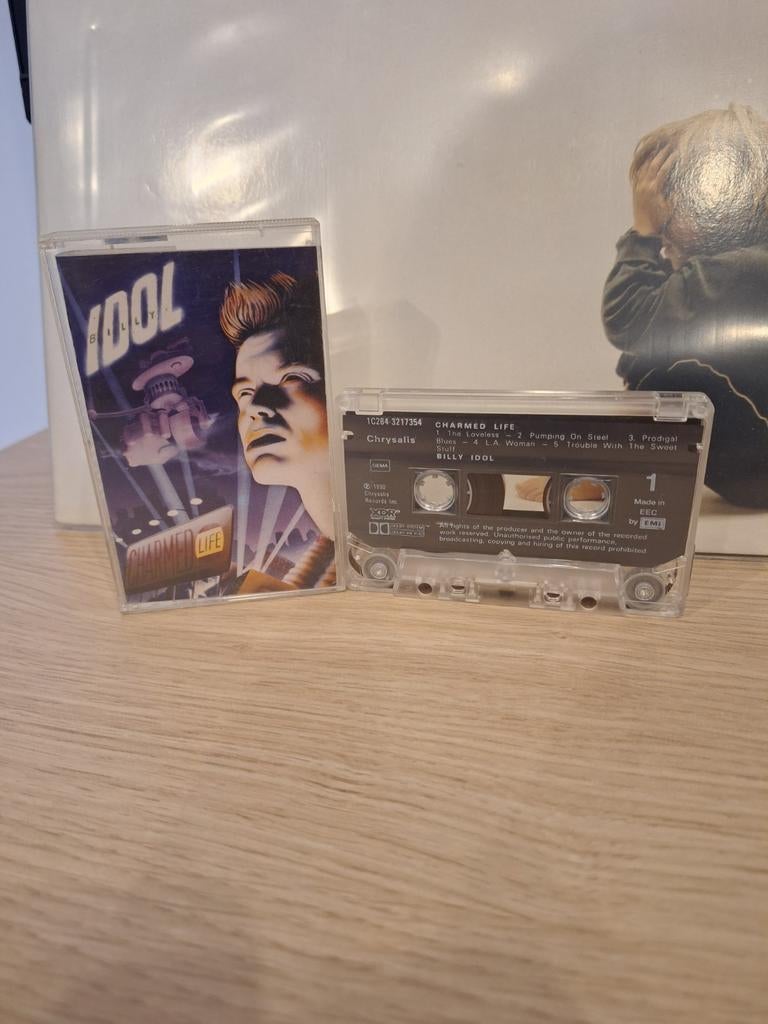 IDOL
BILLY
CHARMED
LIFE
1C264-3217354
CHARMED LIFE
Chrysalis
1 The Loveless – 2 Pumping On Steel 3. Prodigal
Blues – 4 L.A. Woman – 5 Trouble With The Sweet
Stuff
BILLY IDOL
GEMA
℗ 1990
Chrysalis
Records Inc.
XDR
1
Made in
EEC
by EMI
All rights of the producer and the owner of the recorded
work reserved. Unauthorised public performance,
broadcasting, copying and hiring of this record prohibited